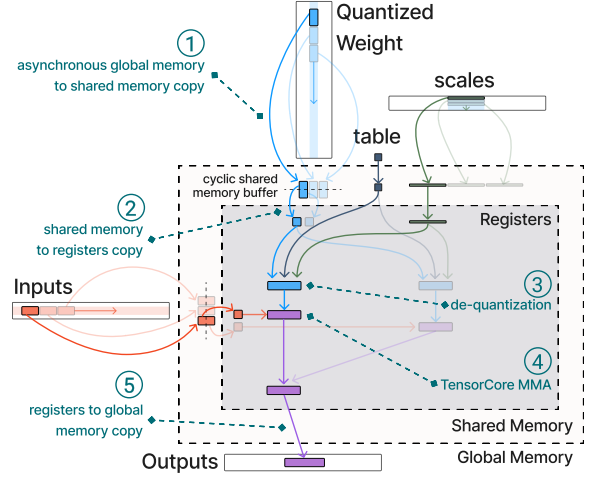 Quantized
Weight
1
asynchronous global memory
to shared memory copy
scales
table
cyclic shared
memory buffer
2
shared memory
to registers copy
Registers
Inputs
3
de-quantization
4
TensorCore MMA
5
registers to global
memory copy
Shared Memory
Global Memory
Outputs